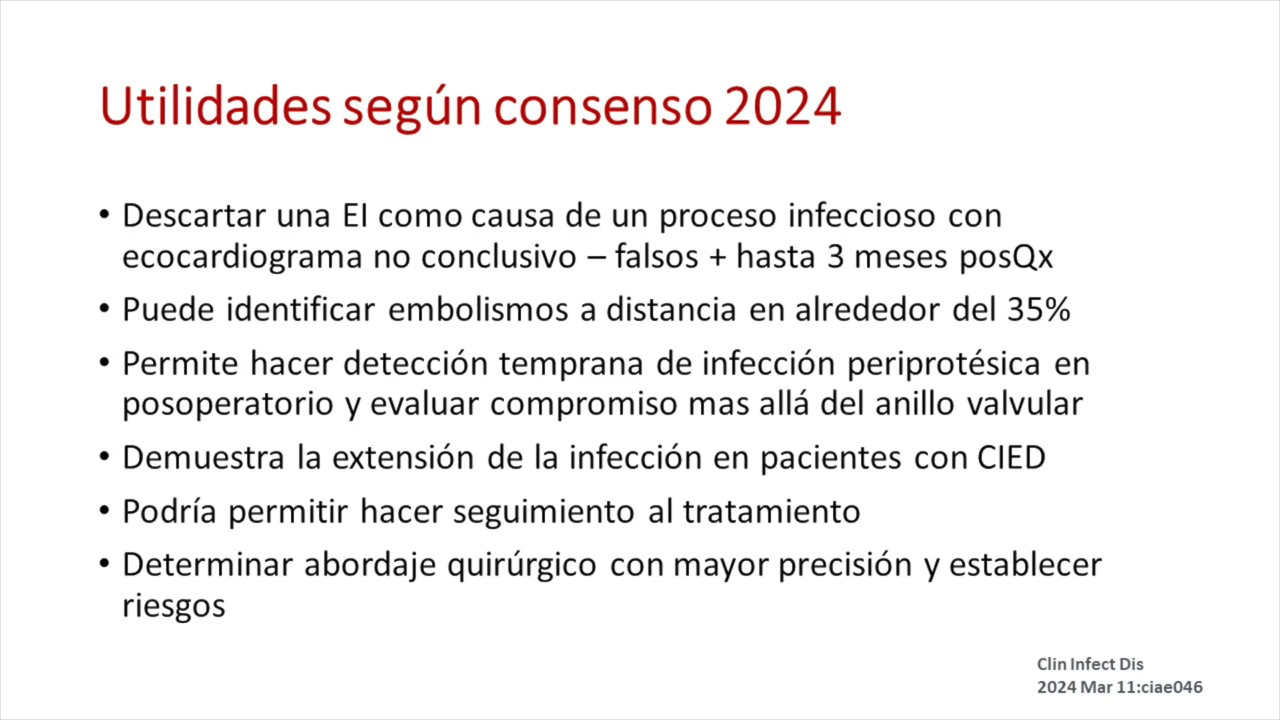 Utilidades según consenso 2024
• Descartar una EI como causa de un proceso infeccioso con
ecocardiograma no conclusivo – falsos + hasta 3 meses posQx
• Puede identificar embolismos a distancia en alrededor del 35%
• Permite hacer detección temprana de infección periprotésica en
posoperatorio y evaluar compromiso mas allá del anillo valvular
• Demuestra la extensión de la infección en pacientes con CIED
• Podría permitir hacer seguimiento al tratamiento
• Determinar abordaje quirúrgico con mayor precisión y establecer
riesgos
Clin Infect Dis
2024 Mar 11:ciae046